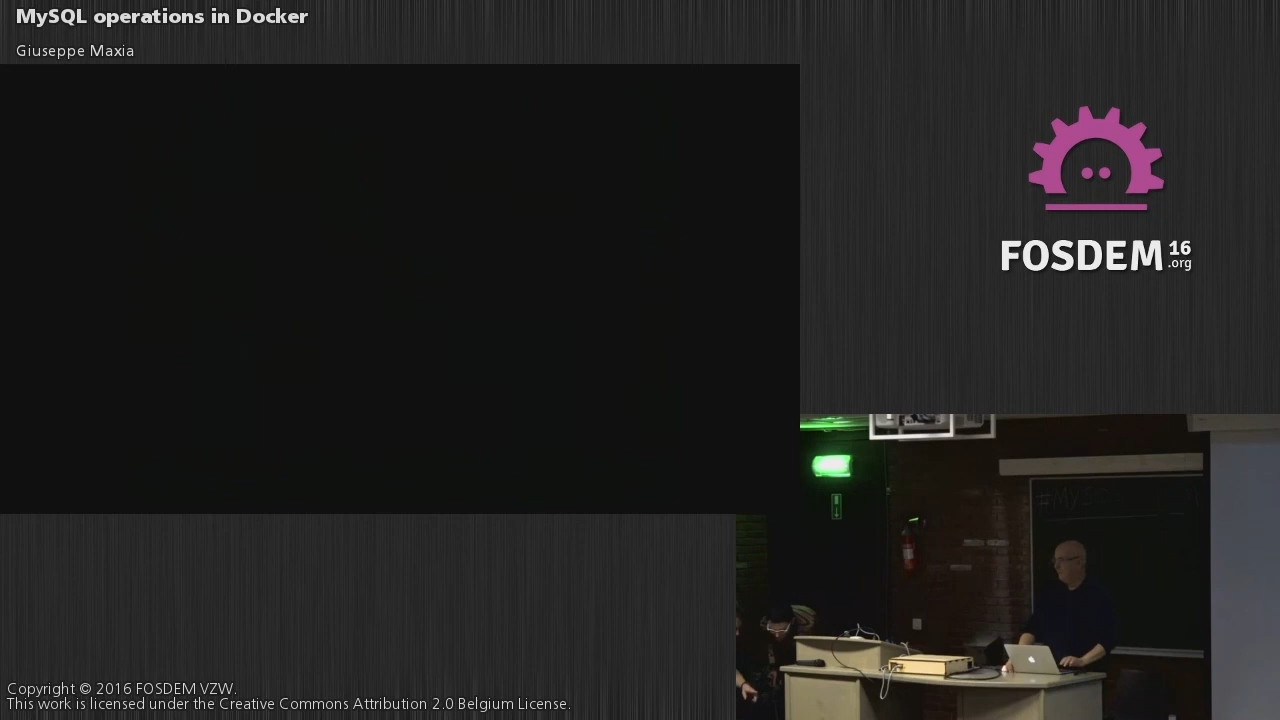 MySQL operations in Docker
Giuseppe Maxia
FOSDEM 16
.org
#MYS
Copyright © 2016 FOSDEM VZW.
This work is licensed under the Creative Commons Attribution 2.0 Belgium License.